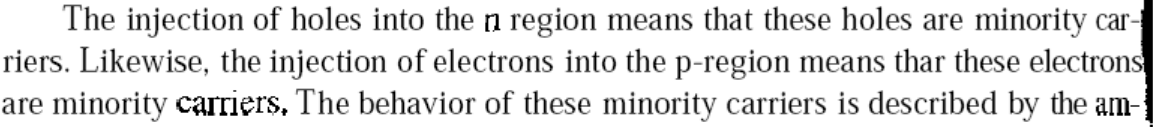 The injection of holes into the n region means that these holes are minority car-
riers. Likewise, the injection of electrons into the p-region means thar these electrons
are minority carriers. The behavior of these minority carriers is described by the am-